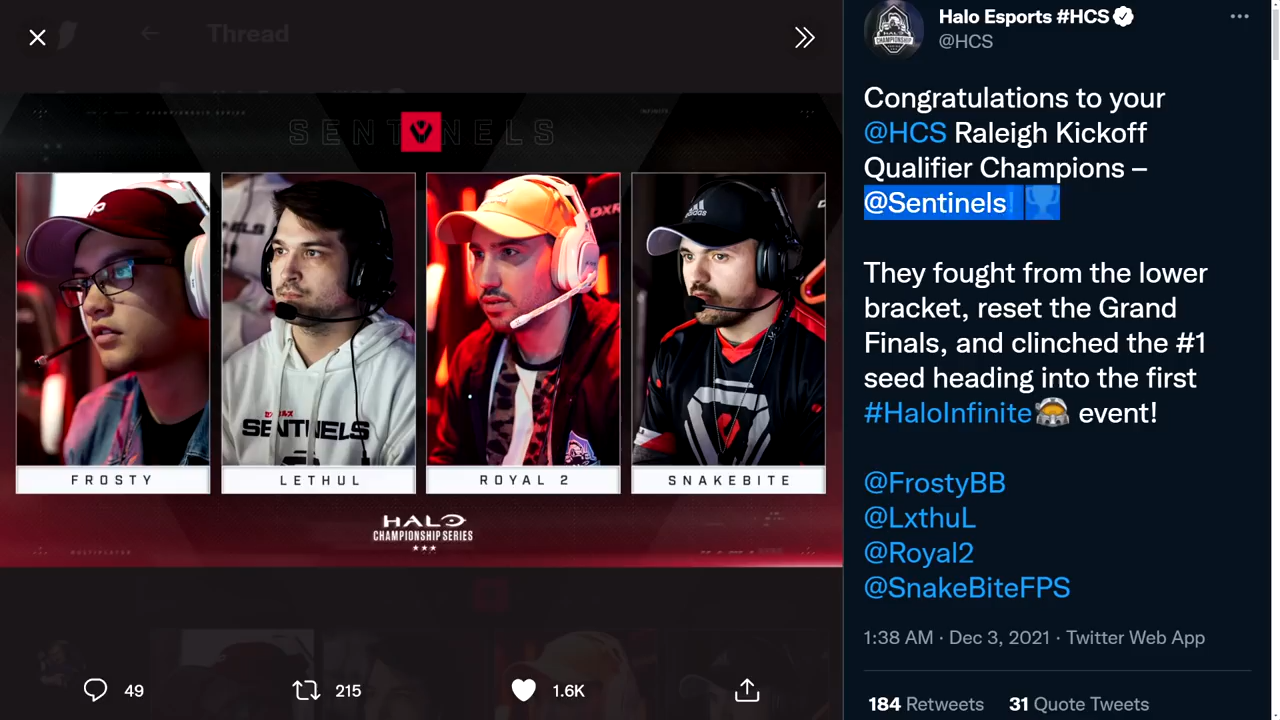 Thread
SENTINELS
SENTINELS
FROSTY
LETHUL
ROYAL 2
SNAKEBITE
HALO
CHAMPIONSHIP SERIES
49
215
1.6K
Halo Esports #HCS
@HCS
Congratulations to your
@HCS Raleigh Kickoff
Qualifier Champions –
@Sentinels! 🏆
They fought from the lower
bracket, reset the Grand
Finals, and clinched the #1
seed heading into the first
#HaloInfinite event!
@FrostyBB
@LxthuL
@Royal2
@SnakeBiteFPS
1:38 AM · Dec 3, 2021 · Twitter Web App
184 Retweets 31 Quote Tweets